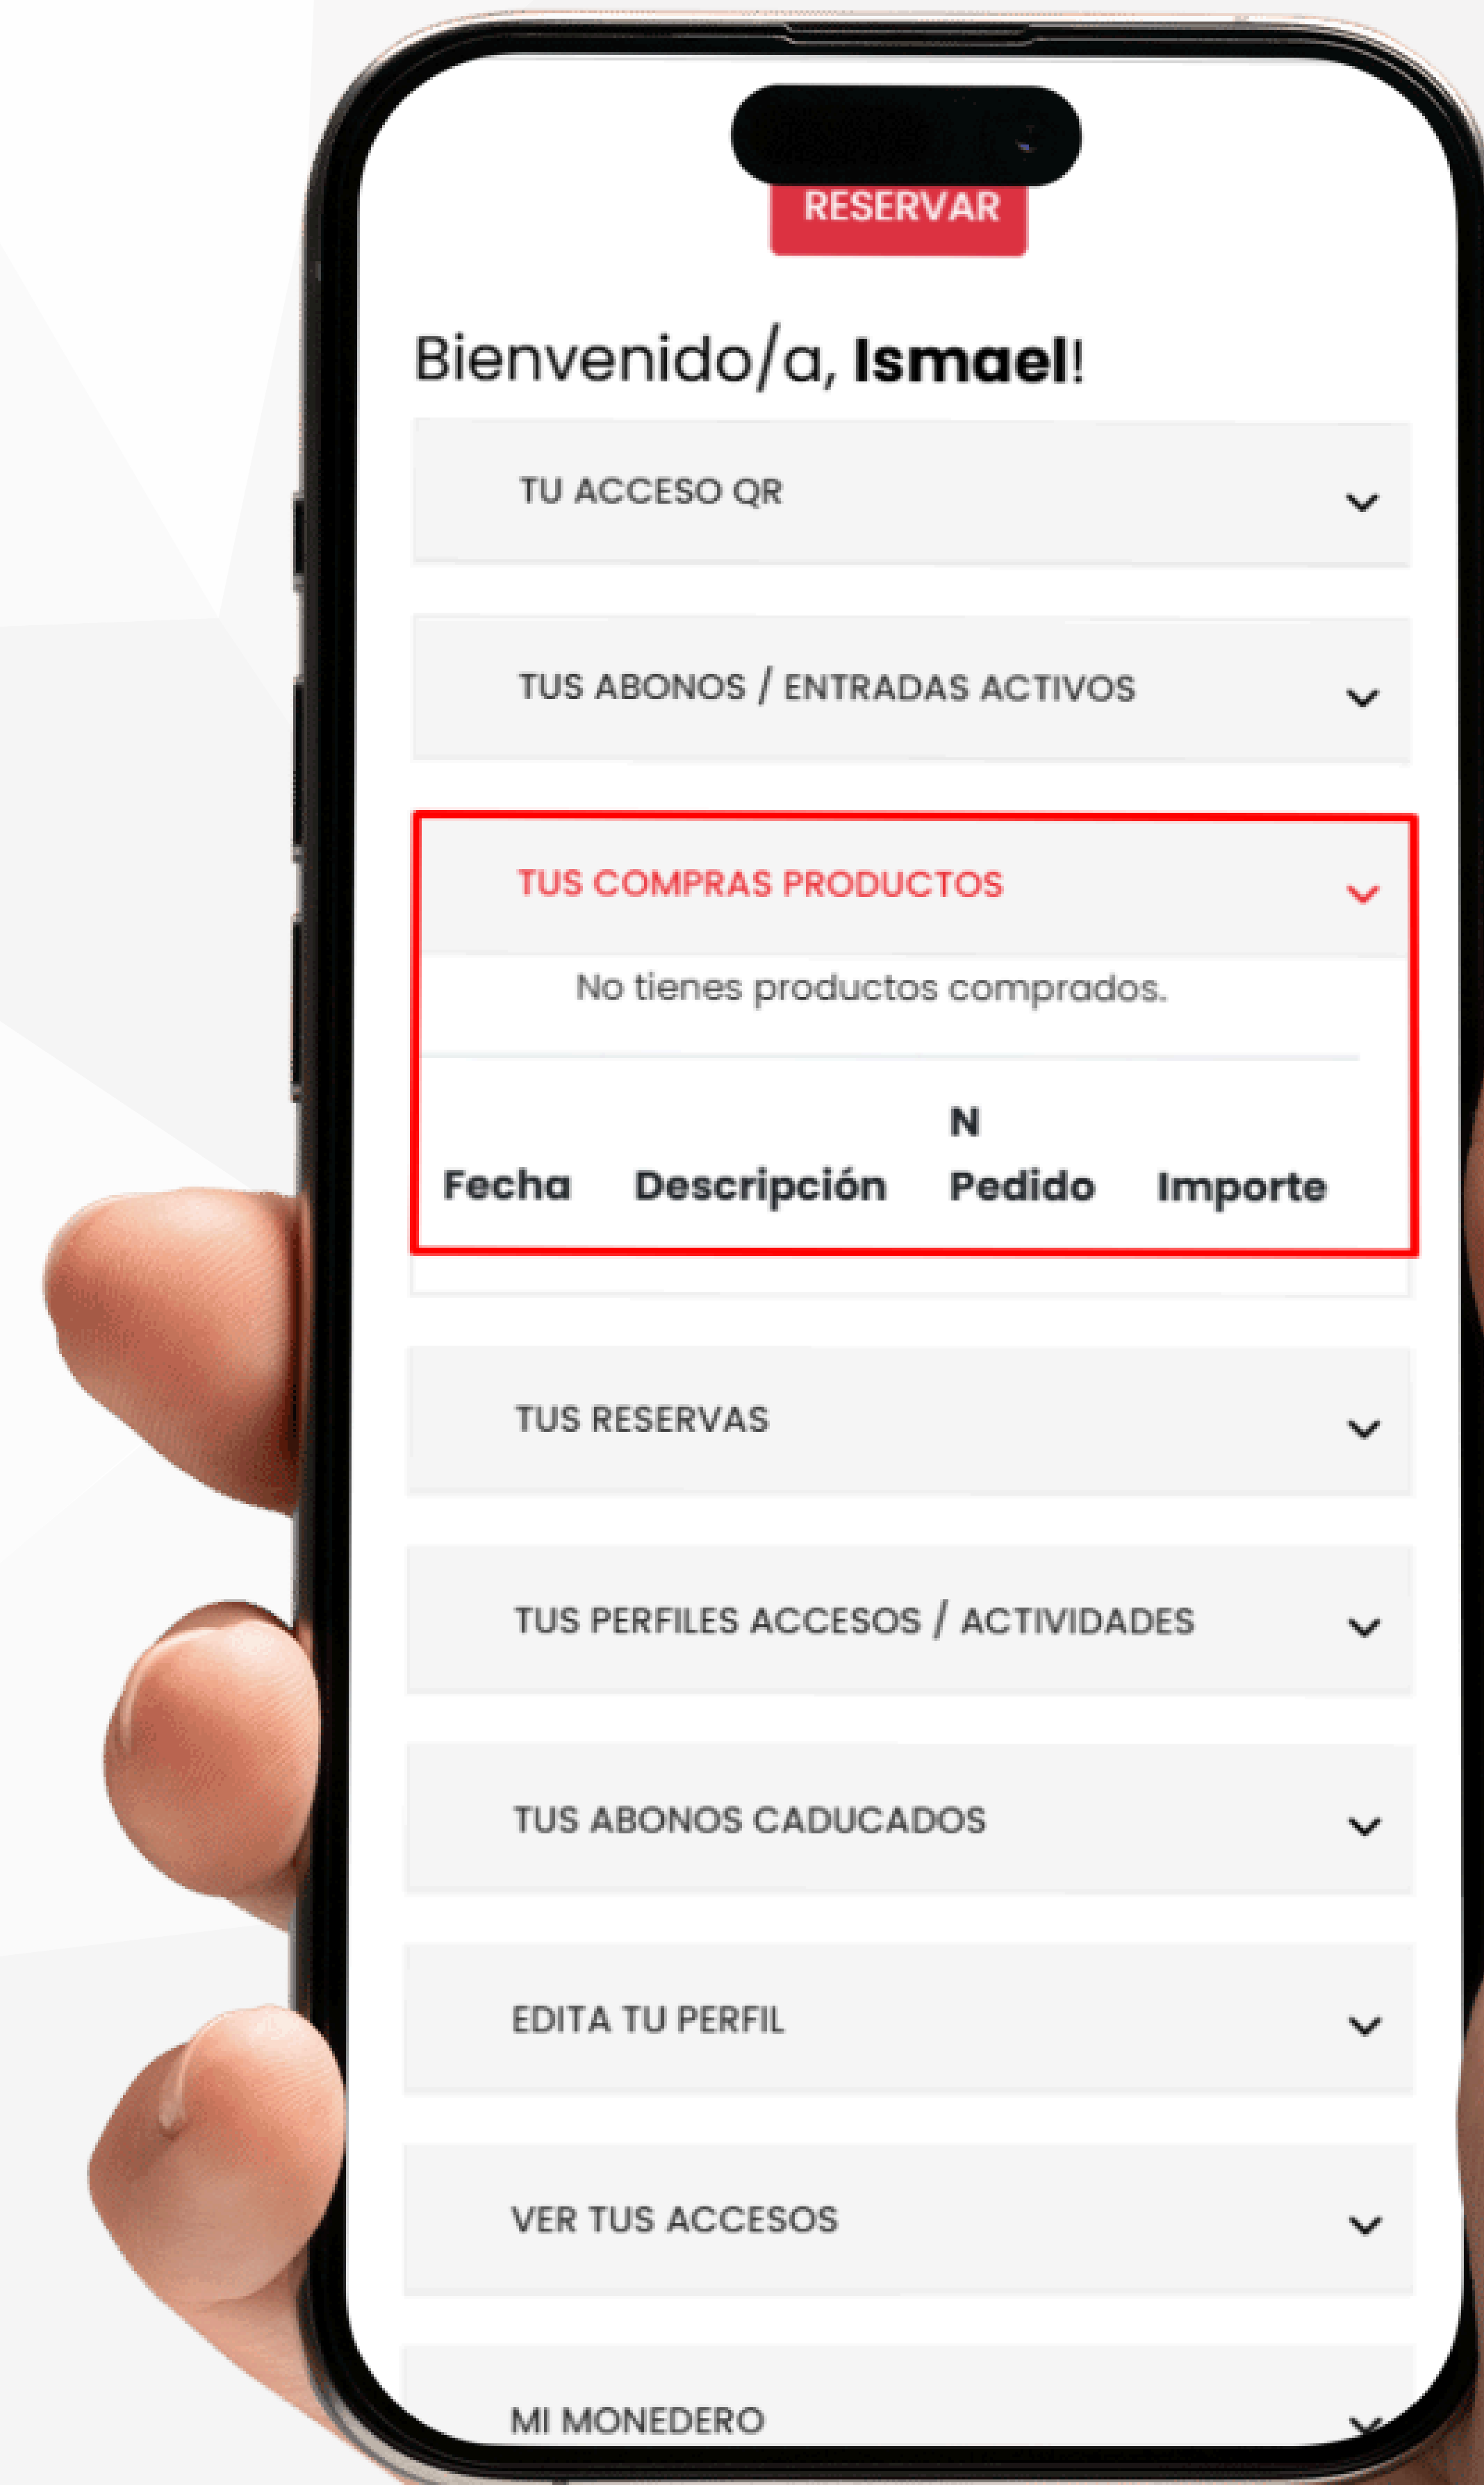 RESERVAR
Bienvenido/a, Ismael!
TU ACCESO QR
TUS ABONOS / ENTRADAS ACTIVOS
TUS COMPRAS PRODUCTOS
No tienes productos comprados.
N
Fecha Descripción Pedido Importe
TUS RESERVAS
TUS PERFILES ACCESOS / ACTIVIDADES
TUS ABONOS CADUCADOS
EDITA TU PERFIL
VER TUS ACCESOS
MI MONEDERO